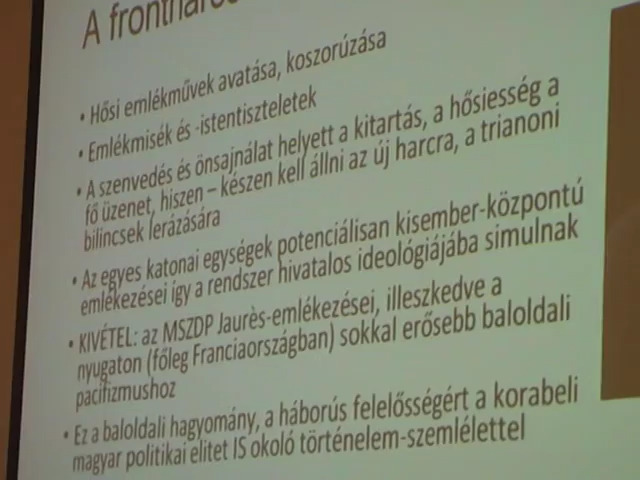 A frontharcos
• Hősi emlékművek avatása, koszorúzása
• Emlékmisék és -istentiszteletek
• A szenvedés és önsajnálat helyett a kitartás, a hősiesség a
fő üzenet, hiszen – készen kell állni az új harcra, a trianoni
bilincsek lerázására
• Az egyes katonai egységek potenciálisan kisember-központú
emlékezései így a rendszer hivatalos ideológiájába simulnak
• KIVÉTEL: az MSZDP Jaurès-emlékezései, illeszkedve a
nyugaton (főleg Franciaországban) sokkal erősebb baloldali
pacifizmushoz
• Ez a baloldali hagyomány, a háborús felelősségért a korabeli
magyar politikai elitet IS okoló történelem-szemlélettel